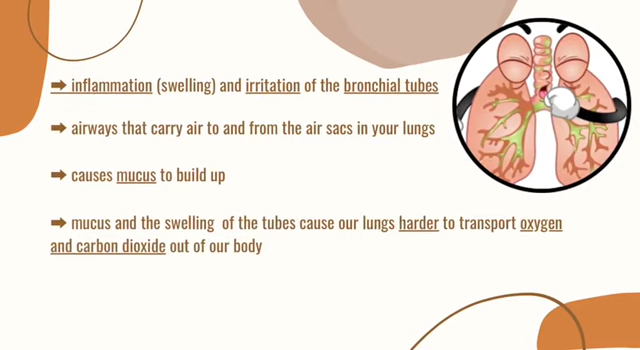 ➡ inflammation (swelling) and irritation of the bronchial tubes
➡ airways that carry air to and from the air sacs in your lungs
➡ causes mucus to build up
➡ mucus and the swelling of the tubes cause our lungs harder to transport oxygen
and carbon dioxide out of our body